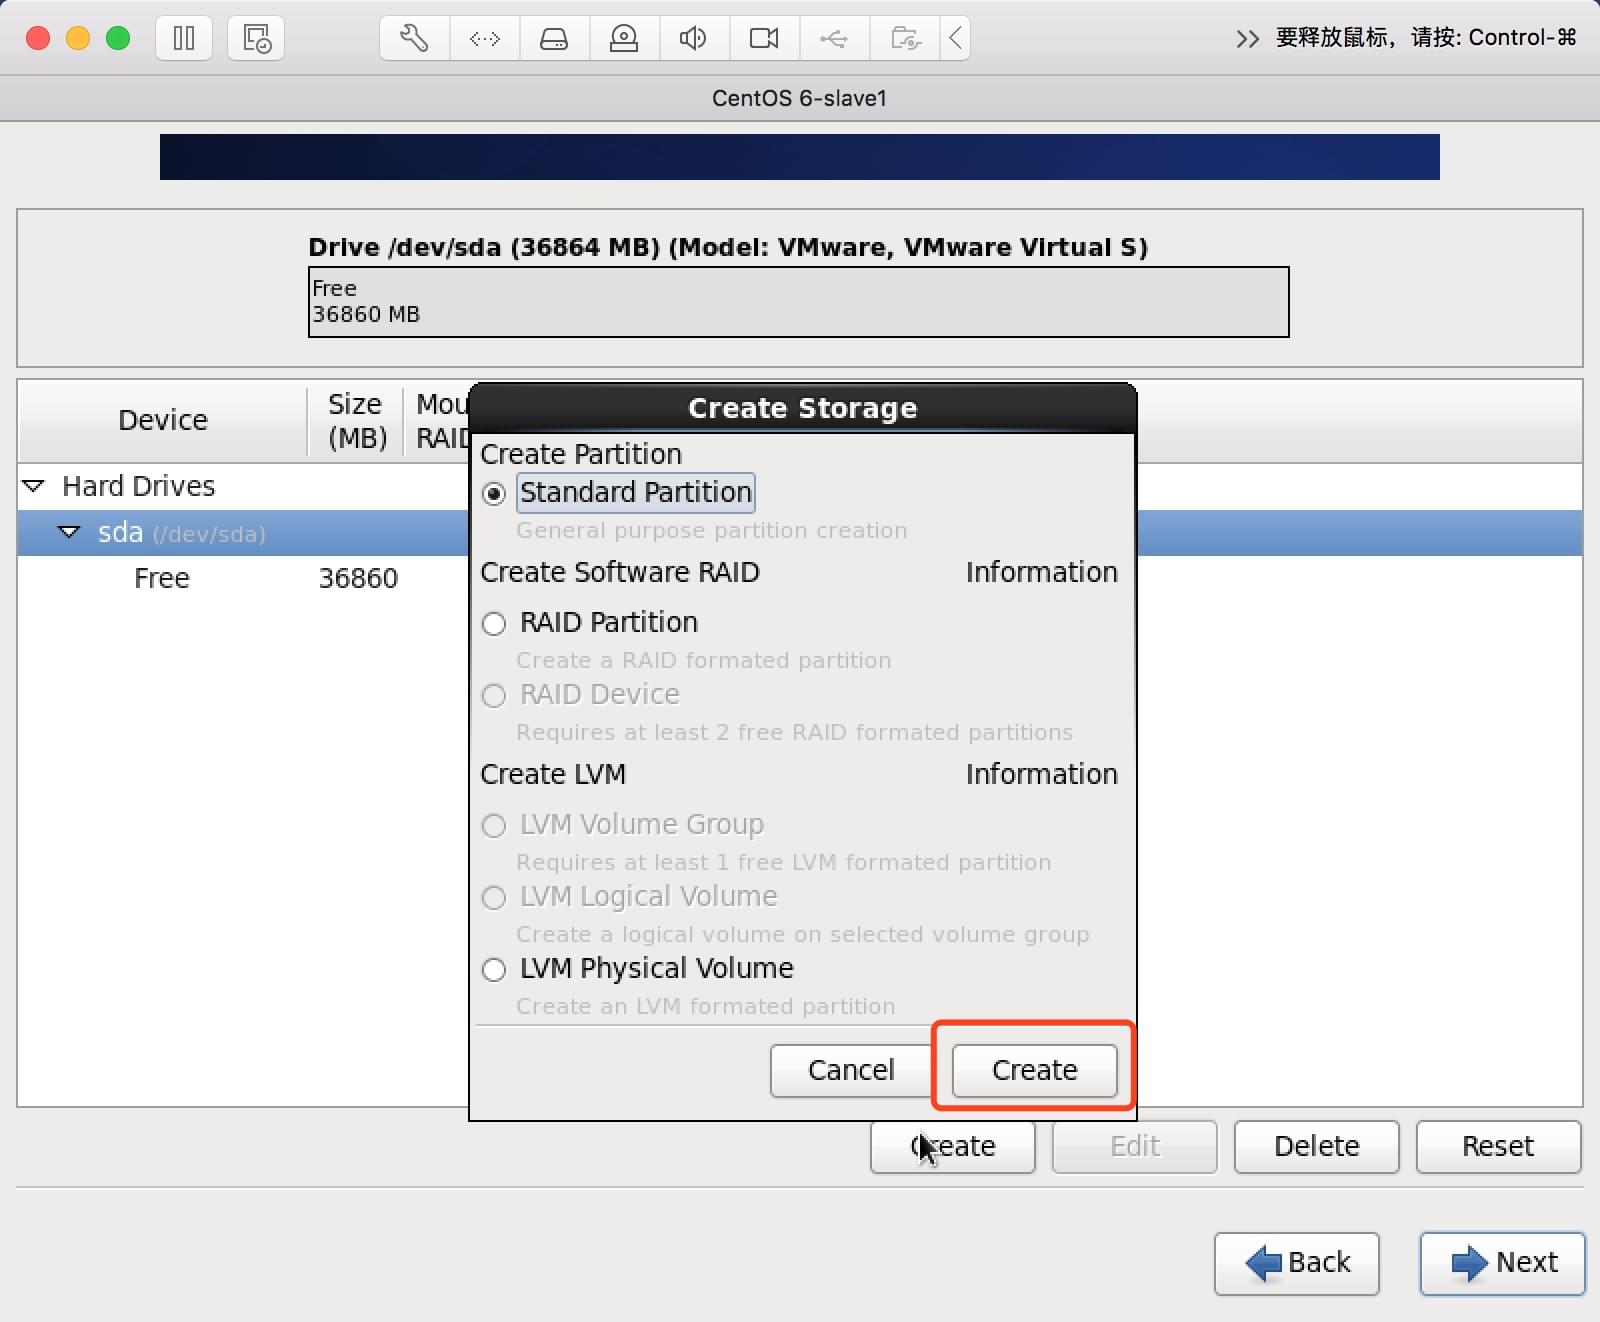 要释放鼠标，请按: Control-⌘
CentOS 6-slave1
Drive /dev/sda (36864 MB) (Model: VMware, VMware Virtual S)
Free
36860 MB
Device
Size
(MB)
Mou
RAID
Hard Drives
sda (/dev/sda)
Free 36860
Create Storage
Create Partition
Standard Partition
General purpose partition creation
Create Software RAID Information
RAID Partition
Create a RAID formated partition
RAID Device
Requires at least 2 free RAID formated partitions
Create LVM Information
LVM Volume Group
Requires at least 1 free LVM formated partition
LVM Logical Volume
Create a logical volume on selected volume group
LVM Physical Volume
Create an LVM formated partition
Cancel Create
Create Edit Delete Reset
Back Next